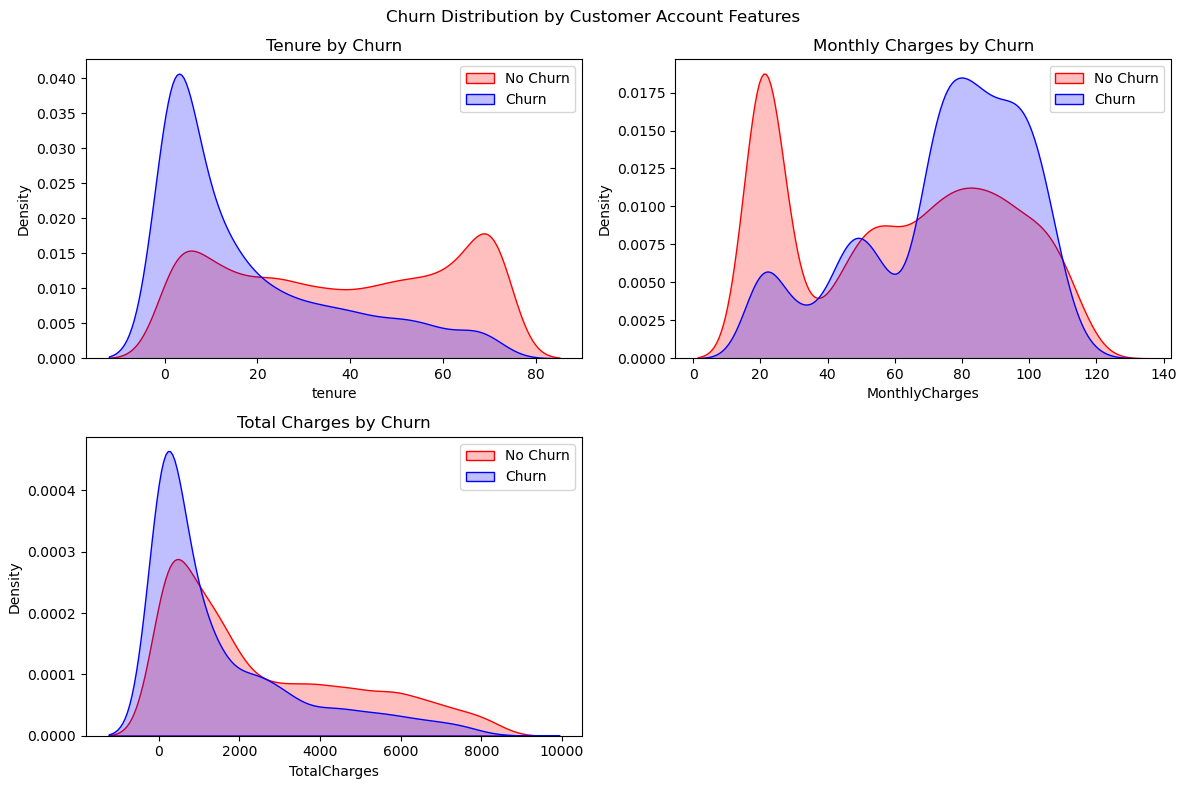 Churn Distribution by Customer Account Features
Tenure by Churn
0.040
0.035
0.030
0.025
0.020
0.015
0.010
0.005
0.000
Density
0
20
40
60
80
tenure
No Churn
Churn
Monthly Charges by Churn
0.0175
0.0150
0.0125
0.0100
0.0075
0.0050
0.0025
0.0000
Density
0
20
40
60
80
100
120
140
MonthlyCharges
No Churn
Churn
Total Charges by Churn
0.0004
0.0003
0.0002
0.0001
0.0000
Density
0
2000
4000
6000
8000
10000
TotalCharges
No Churn
Churn